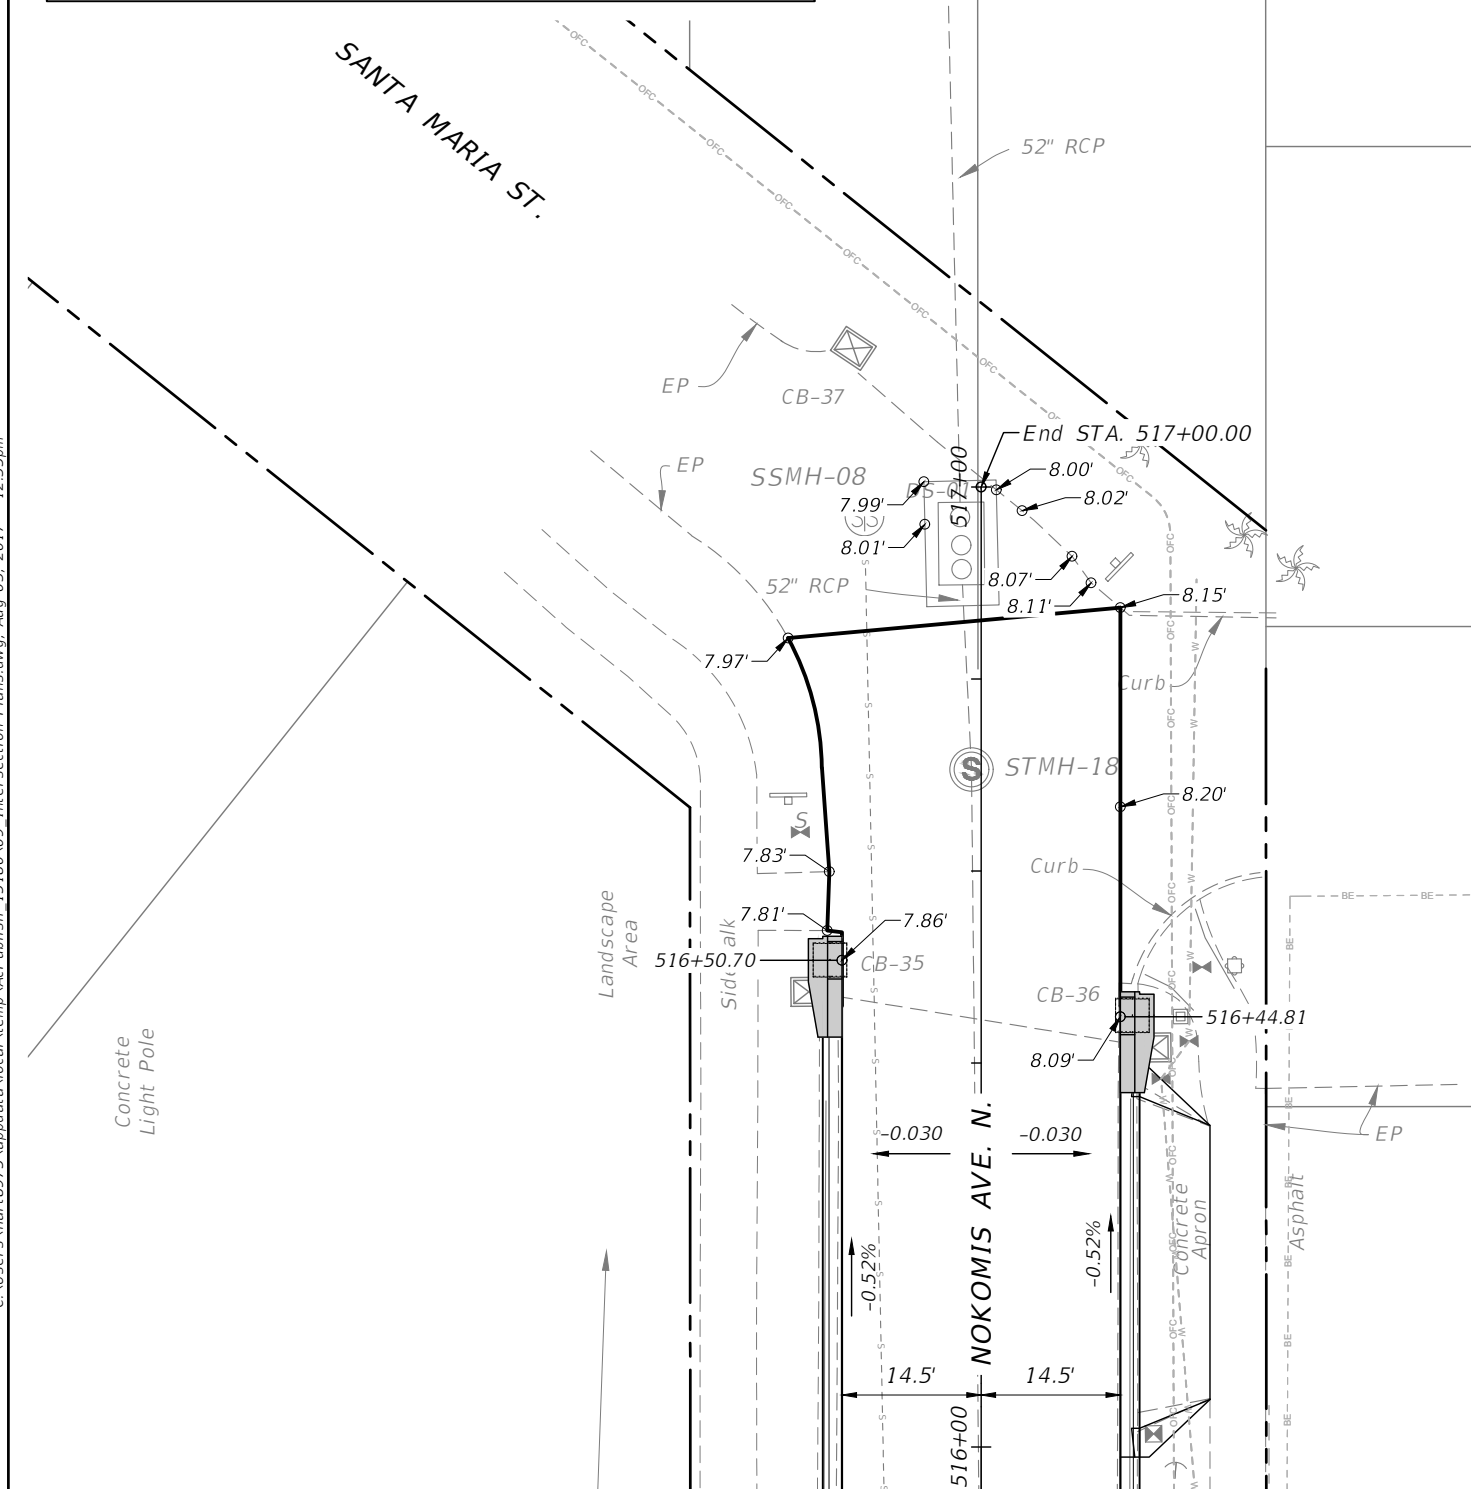 SANTA MARIA ST.
52" RCP
EP
CB-37
End STA. 517+00.00
EP
SSMH-08
517+00
8.00'
7.99'
8.02'
8.01'
52" RCP
8.07'
8.11'
8.15'
7.97'
Curb
STMH-18
8.20'
S
7.83'
Curb
7.81'
7.86'
516+50.70
CB-35
Landscape
Area
CB-36
516+44.81
8.09'
Concrete
Light Pole
-0.030
-0.030
EP
NOKOMIS AVE. N.
-0.52%
-0.52%
Concrete
Apron
Asphalt
14.5'
14.5'
516+00
OFC
BE
W
S